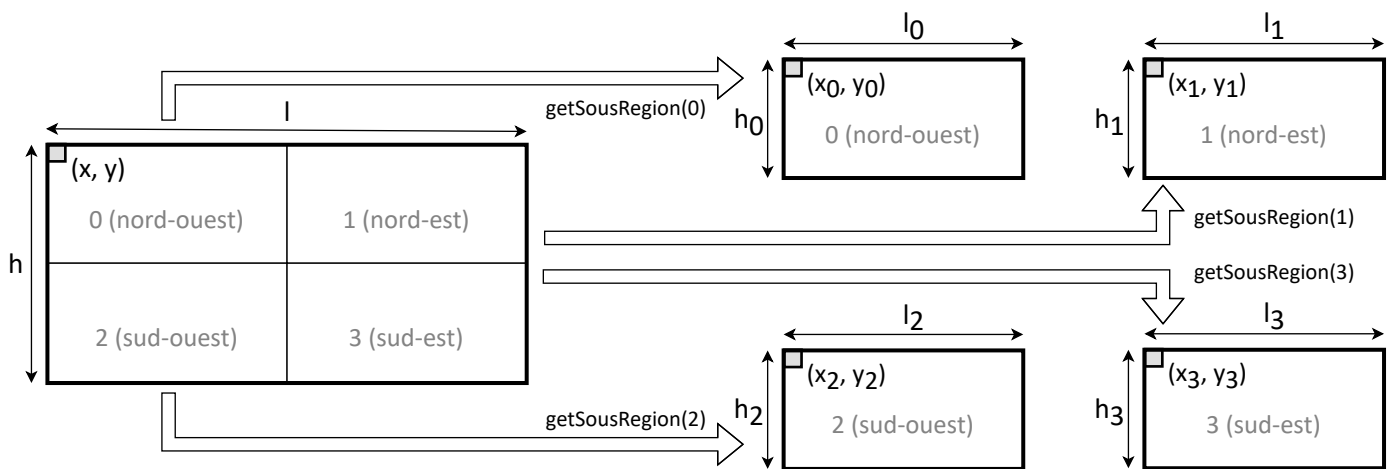 l
(x, y)
0 (nord-ouest)
1 (nord-est)
h
2 (sud-ouest)
3 (sud-est)
getSousRegion(0)
l0
h0
(x0, y0)
0 (nord-ouest)
l1
h1
(x1, y1)
1 (nord-est)
getSousRegion(1)
getSousRegion(3)
getSousRegion(2)
l2
h2
(x2, y2)
2 (sud-ouest)
l3
h3
(x3, y3)
3 (sud-est)